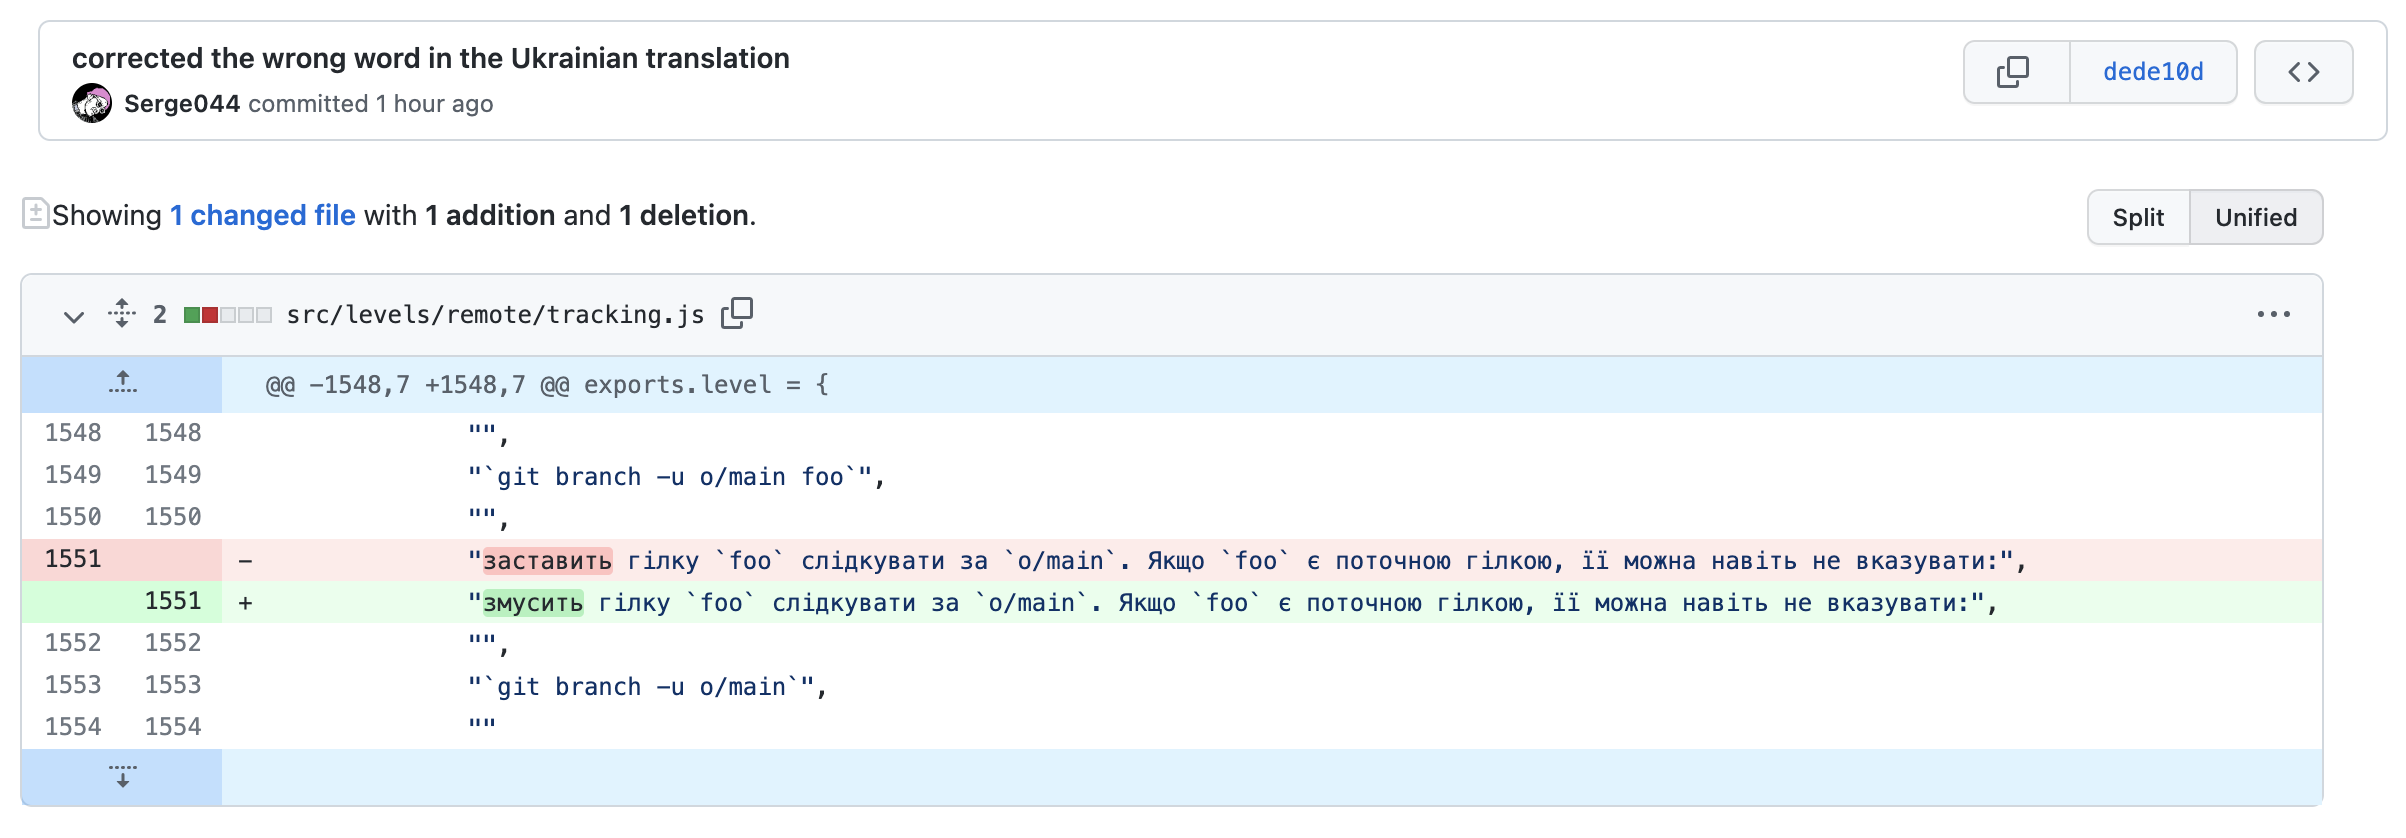 corrected the wrong word in the Ukrainian translation
Serge044 committed 1 hour ago
dede10d
Showing 1 changed file with 1 addition and 1 deletion.
Split Unified
2 src/levels/remote/tracking.js
@@ -1548,7 +1548,7 @@ exports.level = {
1548 1548 "",
1549 1549 "`git branch -u o/main foo`",
1550 1550 "",
1551 - "заставить гілку `foo` слідкувати за `o/main`. Якщо `foo` є поточною гілкою, її можна навіть не вказувати:",
1551 + "змусить гілку `foo` слідкувати за `o/main`. Якщо `foo` є поточною гілкою, її можна навіть не вказувати:",
1552 1552 "",
1553 1553 "`git branch -u o/main`",
1554 1554 ""